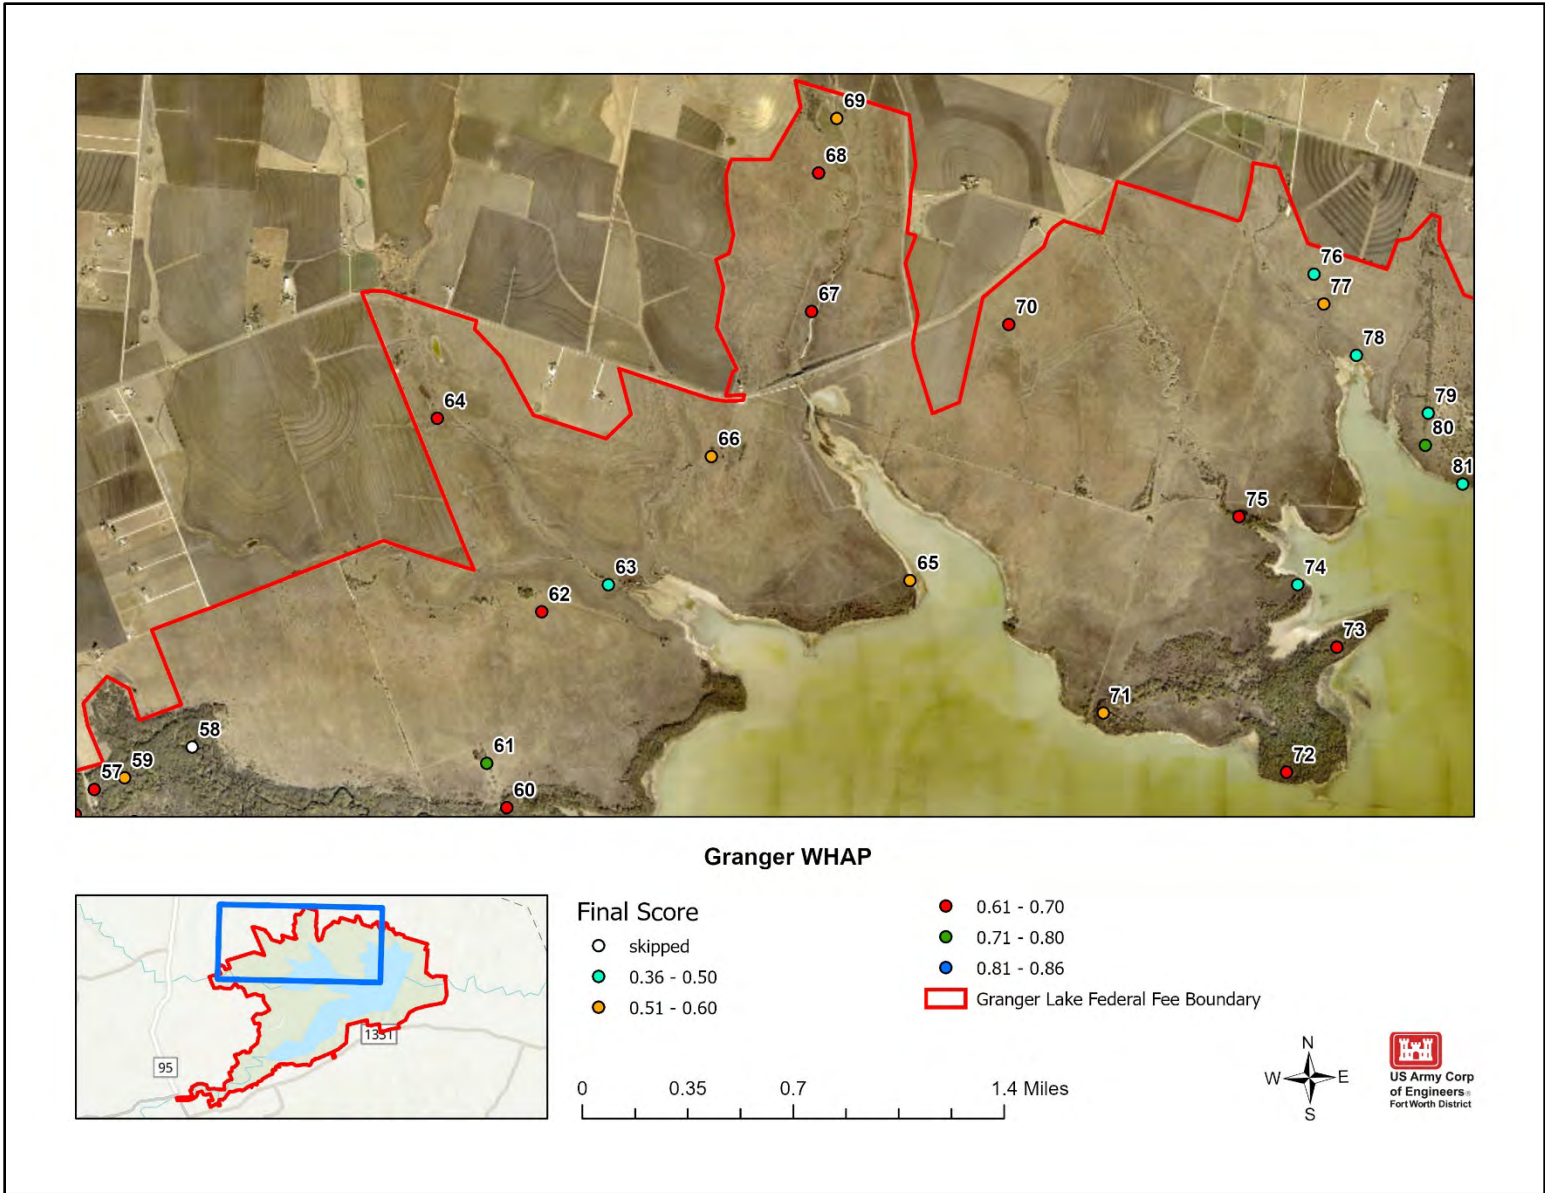 69
68
76
67
77
70
78
79
64
80
66
81
75
65
63
74
62
73
71
58
61
59
72
57
60
Granger WHAP
Final Score
skipped
0.36 - 0.50
0.51 - 0.60
0.61 - 0.70
0.71 - 0.80
0.81 - 0.86
Granger Lake Federal Fee Boundary
1331
95
0 0.35 0.7 1.4 Miles
N
W E
S
US Army Corp
of Engineers®
Fort Worth District